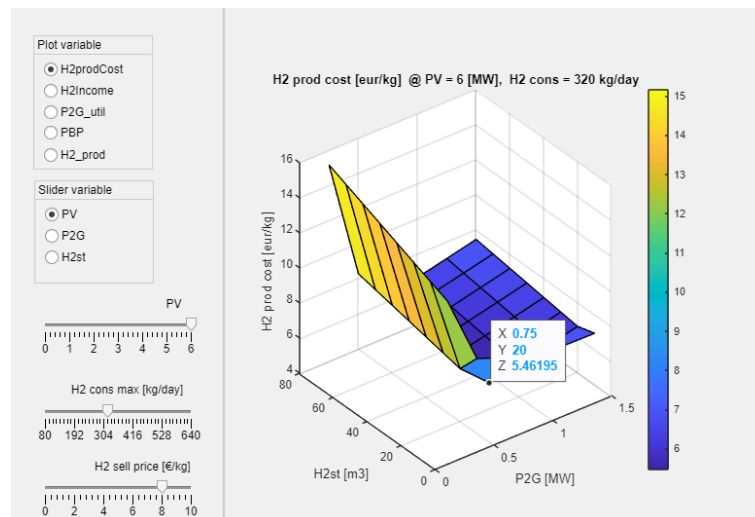 Plot variable
H2prodCost
H2Income
P2G_util
PBP
H2_prod
Slider variable
PV
P2G
H2st
PV
0 1 2 3 4 5 6
H2 cons max [kg/day]
80 192 304 416 528 640
H2 sell price [€/kg]
0 2 4 6 8 10
H2 prod cost [eur/kg] @ PV = 6 [MW], H2 cons = 320 kg/day
H2 prod cost [eur/kg]
16
14
12
10
8
6
4
80
60
40
20
0
H2st [m3]
0
0.5
1
1.5
P2G [MW]
X 0.75
Y 20
Z 5.46195
15
14
13
12
11
10
9
8
7
6